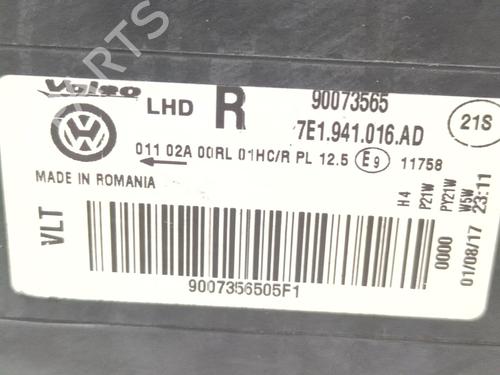 Valeo
LHD R 90073565
7E1.941.016.AD
21S
011 02A 00RL 01HC/R PL 12.5 E9 11758
MADE IN ROMANIA
VLT
H4
P21W
PY21W
W5W
0000
01/08/17 23:11
9007356505F1